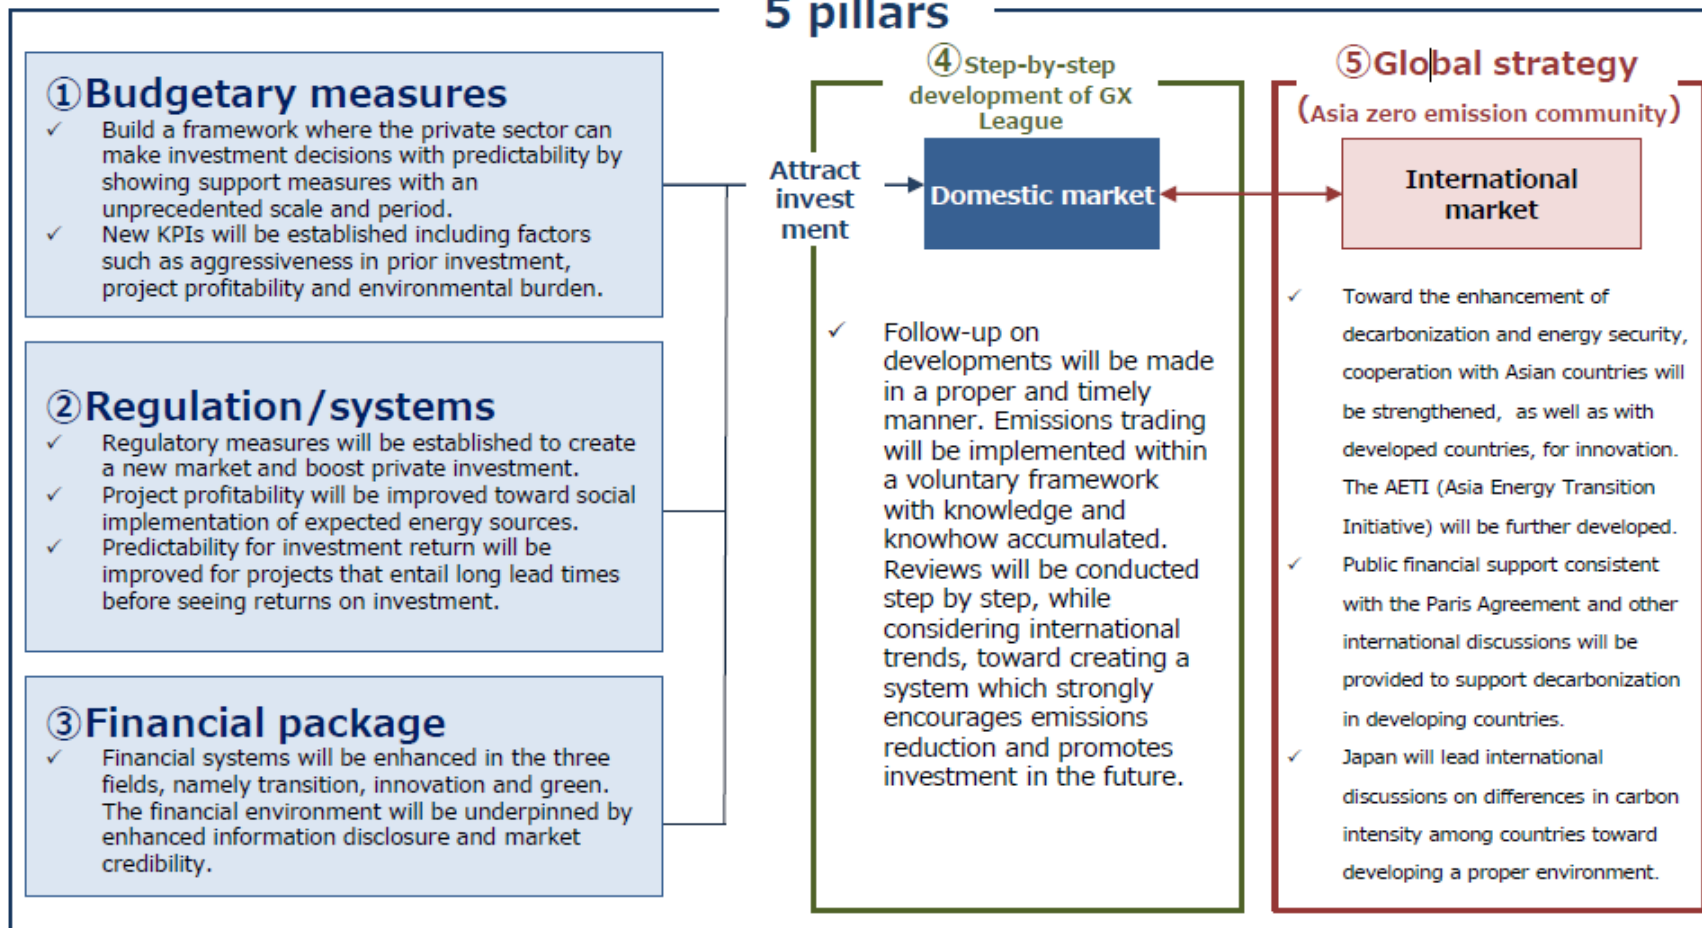 5 pillars
①Budgetary measures
✓ Build a framework where the private sector can
make investment decisions with predictability by
showing support measures with an
unprecedented scale and period.
✓ New KPIs will be established including factors
such as aggressiveness in prior investment,
project profitability and environmental burden.
②Regulation/systems
✓ Regulatory measures will be established to create
a new market and boost private investment.
✓ Project profitability will be improved toward social
implementation of expected energy sources.
✓ Predictability for investment return will be
improved for projects that entail long lead times
before seeing returns on investment.
③Financial package
✓ Financial systems will be enhanced in the three
fields, namely transition, innovation and green.
The financial environment will be underpinned by
enhanced information disclosure and market
credibility.
Attract
invest
ment
④Step-by-step
development of GX
League
Domestic market
✓ Follow-up on
developments will be made
in a proper and timely
manner. Emissions trading
will be implemented within
a voluntary framework
with knowledge and
knowhow accumulated.
Reviews will be conducted
step by step, while
considering international
trends, toward creating a
system which strongly
encourages emissions
reduction and promotes
investment in the future.
⑤Global strategy
(Asia zero emission community)
International
market
✓ Toward the enhancement of
decarbonization and energy security,
cooperation with Asian countries will
be strengthened, as well as with
developed countries, for innovation.
The AETI (Asia Energy Transition
Initiative) will be further developed.
✓ Public financial support consistent
with the Paris Agreement and other
international discussions will be
provided to support decarbonization
in developing countries.
✓ Japan will lead international
discussions on differences in carbon
intensity among countries toward
developing a proper environment.